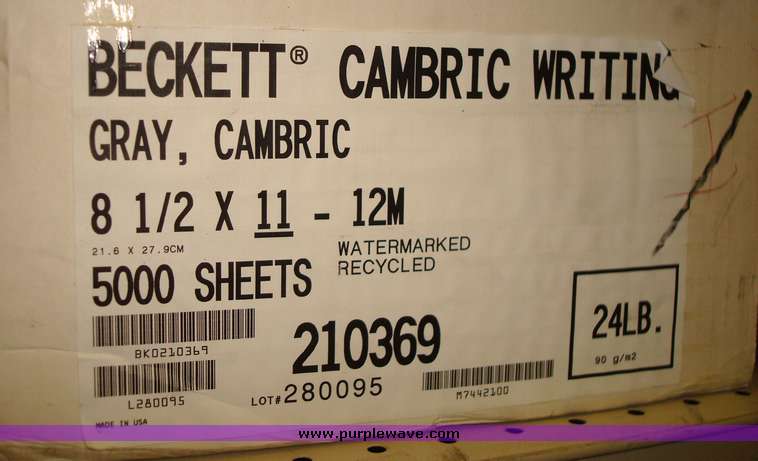 BECKETT® CAMBRIC WRITING
GRAY, CAMBRIC
8 1/2 X 11 - 12M
21.6 X 27.9CM
WATERMARKED
RECYCLED
5000 SHEETS
BK0210369
210369
24LB.
90 g/m2
L280095
LOT# 280095
M7442100
MADE IN USA
www.purplewave.com